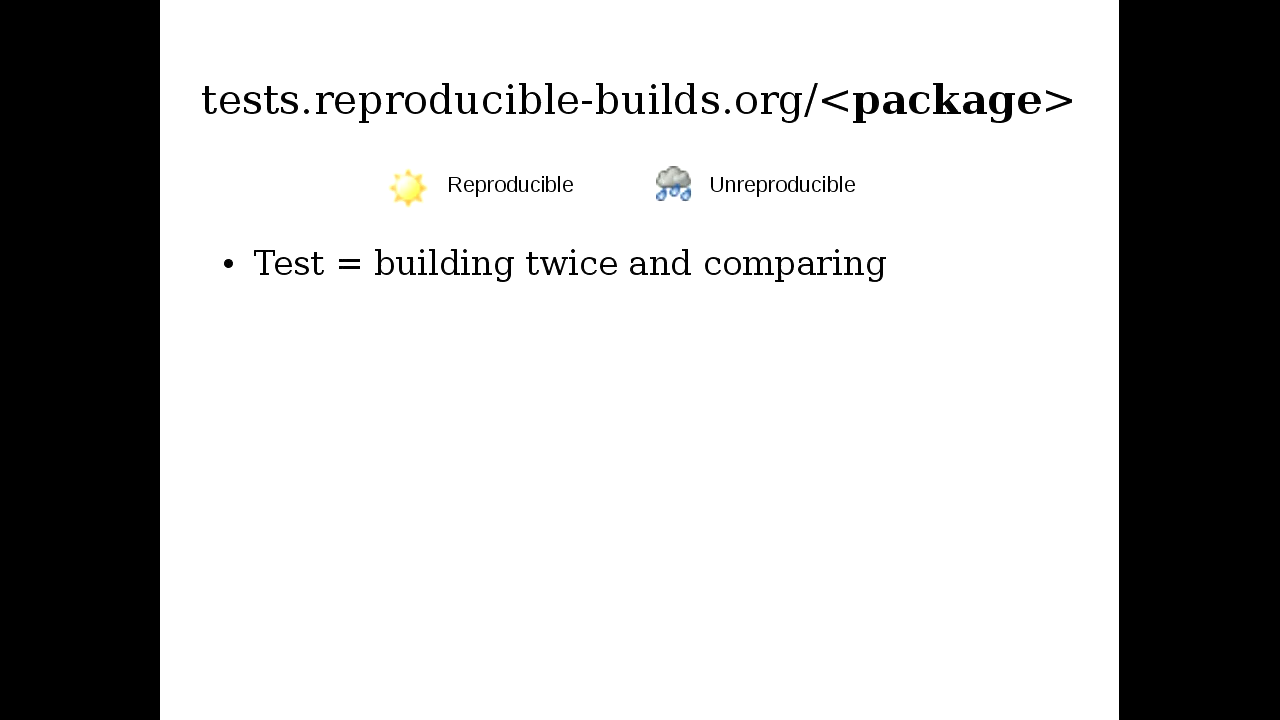 tests.reproducible-builds.org/<package>
Reproducible Unreproducible
• Test = building twice and comparing